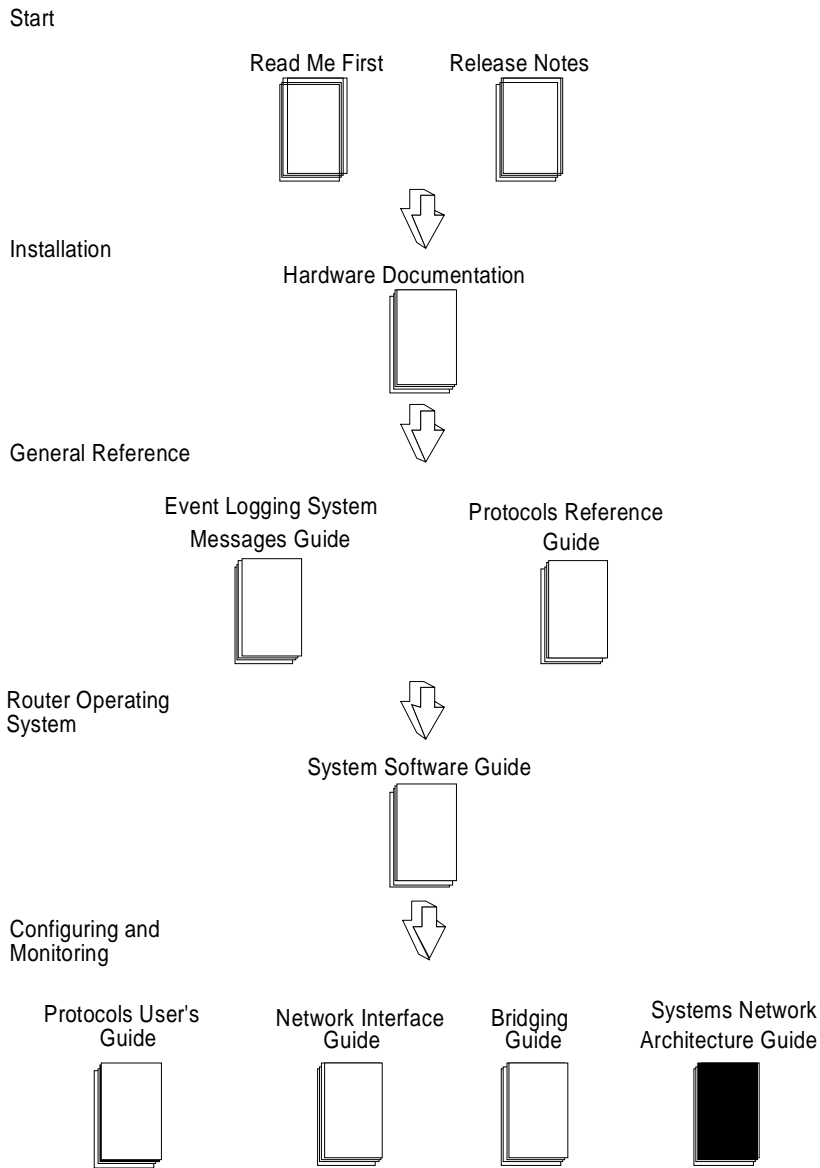 Start
Read Me First
Release Notes
Installation
Hardware Documentation
General Reference
Event Logging System
Messages Guide
Protocols Reference
Guide
Router Operating
System
System Software Guide
Configuring and
Monitoring
Protocols User's
Guide
Network Interface
Guide
Bridging
Guide
Systems Network
Architecture Guide